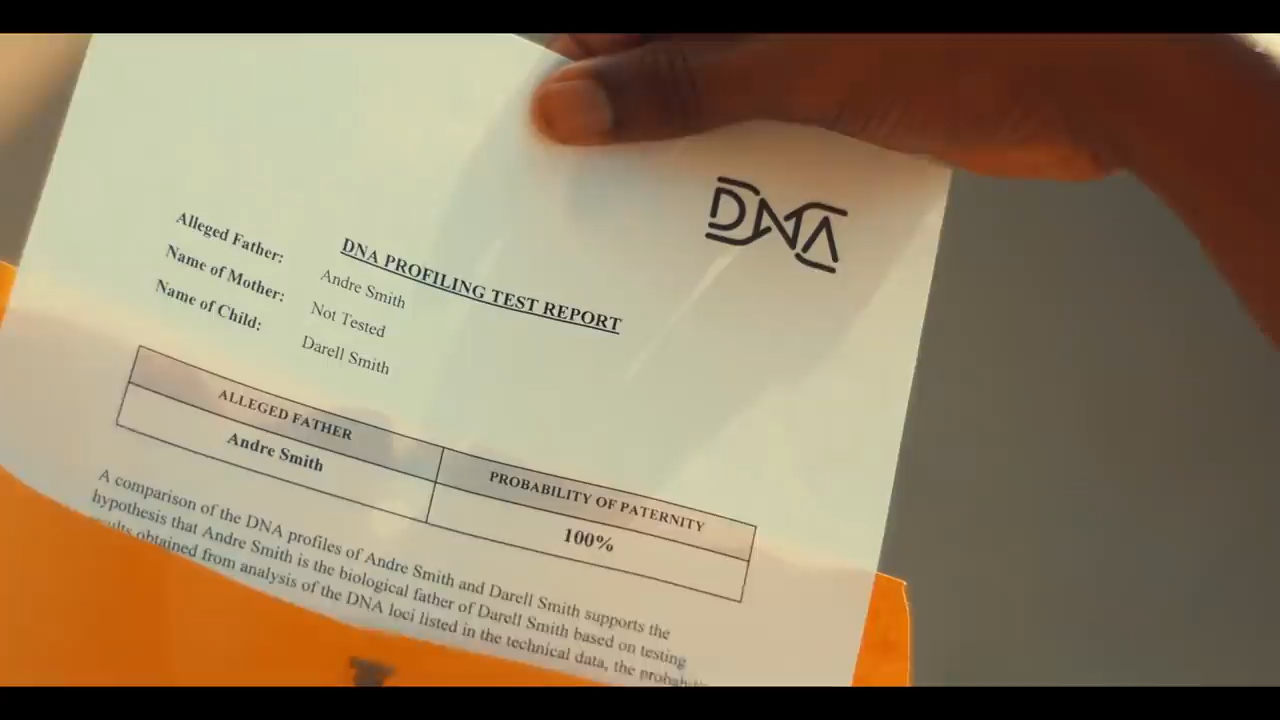 DNA
DNA PROFILING TEST REPORT
Alleged Father: Andre Smith
Name of Mother: Not Tested
Name of Child: Darell Smith
ALLEGED FATHER PROBABILITY OF PATERNITY
Andre Smith 100%
A comparison of the DNA profiles of Andre Smith and Darell Smith supports the
hypothesis that Andre Smith is the biological father of Darell Smith based on testing
obtained from analysis of the DNA loci listed in the technical data, the